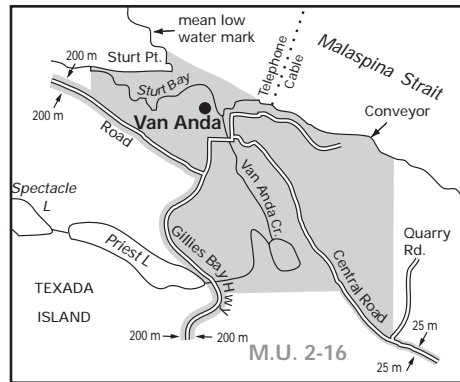 mean low
water mark
200 m
Sturt Pt.
Telephone
Cable
Malaspina Strait
200 m
Sturt Bay
Conveyor
Van Anda
Road
Van Anda Cr.
Spectacle
L
Priest L
Gillies Bay Hwy
Quarry
Rd.
Central Road
TEXADA
ISLAND
200 m
200 m
25 m
M.U. 2-16
25 m